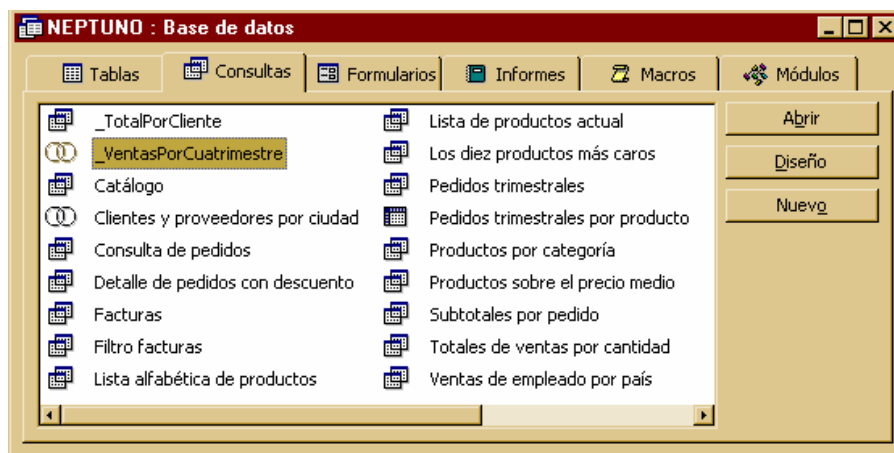 NEPTUNO : Base de datos
Tablas Consultas Formularios Informes Macros Módulos
_TotalPorCliente
_VentasPorCuatrimestre
Catálogo
Clientes y proveedores por ciudad
Consulta de pedidos
Detalle de pedidos con descuento
Facturas
Filtro facturas
Lista alfabética de productos
Lista de productos actual
Los diez productos más caros
Pedidos trimestrales
Pedidos trimestrales por producto
Productos por categoría
Productos sobre el precio medio
Subtotales por pedido
Totales de ventas por cantidad
Ventas de empleado por país
Abrir
Diseño
Nuevo